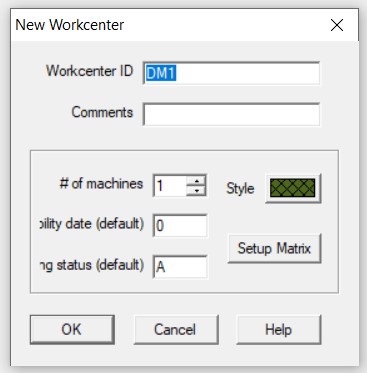 New Workcenter
Workcenter ID DM1
Comments
# of machines 1 Style
bility date (default) 0
Setup Matrix
ng status (default) A
OK Cancel Help